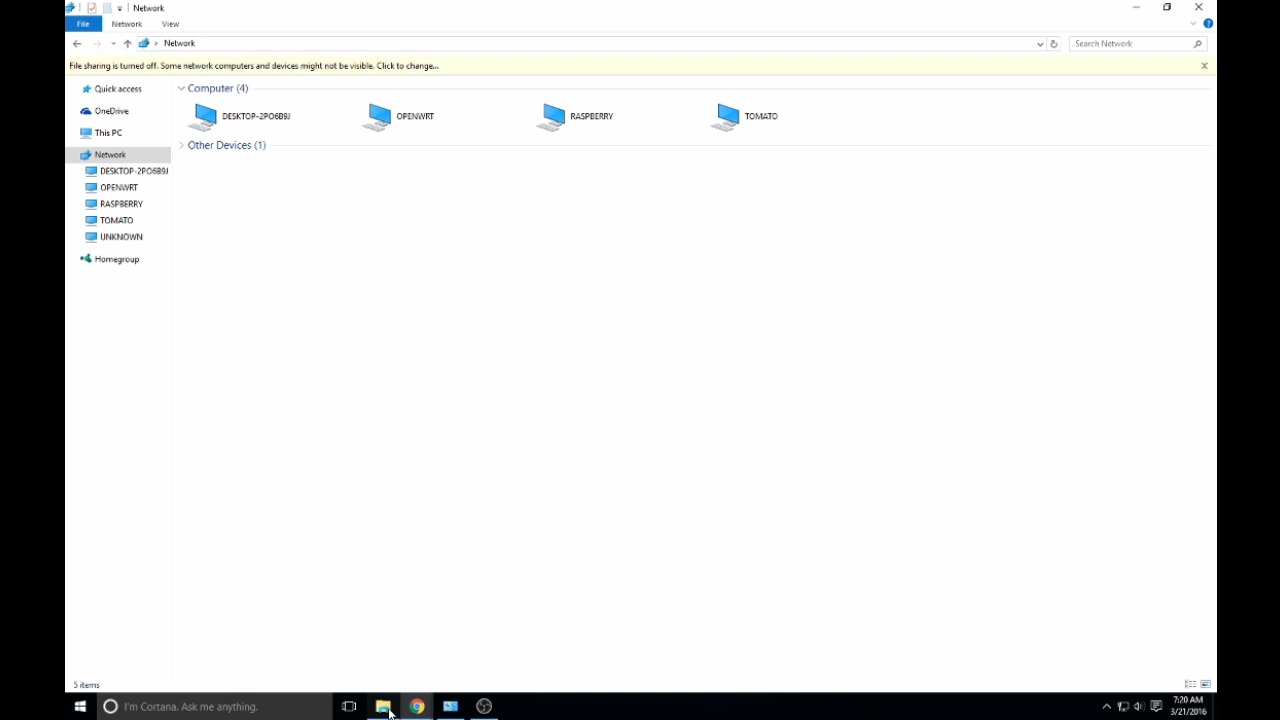 Network
File Network View
Network
Search Network
File sharing is turned off. Some network computers and devices might not be visible. Click to change...
Quick access
OneDrive
This PC
Network
DESKTOP-2PO6B9J
OPENWRT
RASPBERRY
TOMATO
UNKNOWN
Homegroup
Computer (4)
DESKTOP-2PO6B9J OPENWRT RASPBERRY TOMATO
Other Devices (1)
5 items
I'm Cortana. Ask me anything.
7:20 AM
3/21/2016